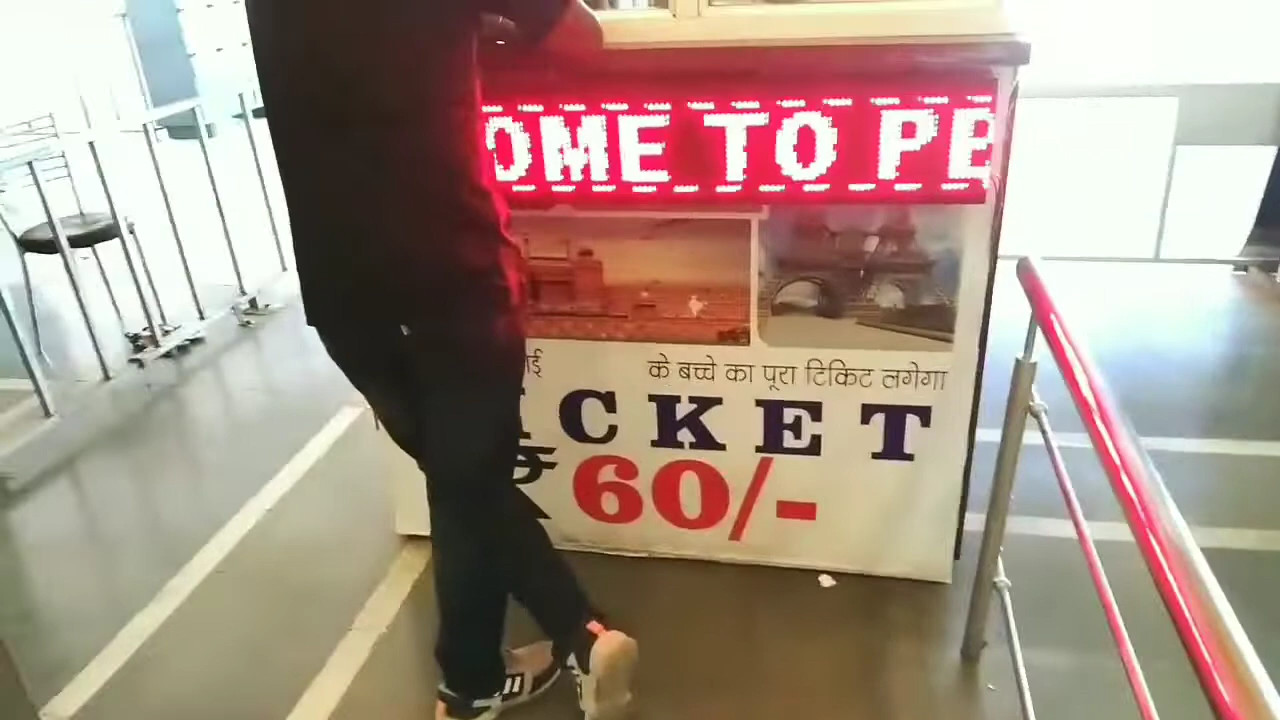 OME TO PE
के बच्चे का पूरा टिकिट लगेगा
ICKET
₹ 60/-